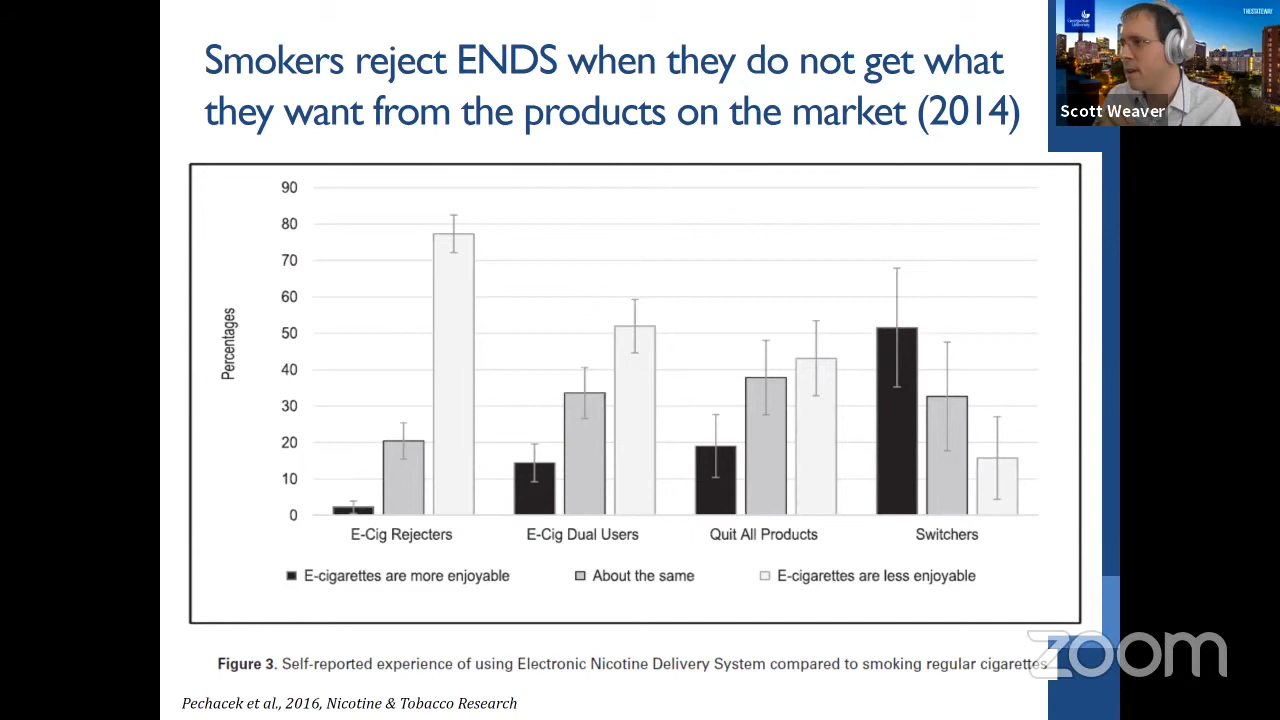 Smokers reject ENDS when they do not get what
they want from the products on the market (2014)
THESTATEWAY
Scott Weaver
90
80
70
60
50
40
30
20
10
0
Percentages
E-Cig Rejecters
E-Cig Dual Users
Quit All Products
Switchers
E-cigarettes are more enjoyable
About the same
E-cigarettes are less enjoyable
Figure 3. Self-reported experience of using Electronic Nicotine Delivery System compared to smoking regular cigarettes
zoom
Pechacek et al., 2016, Nicotine & Tobacco Research